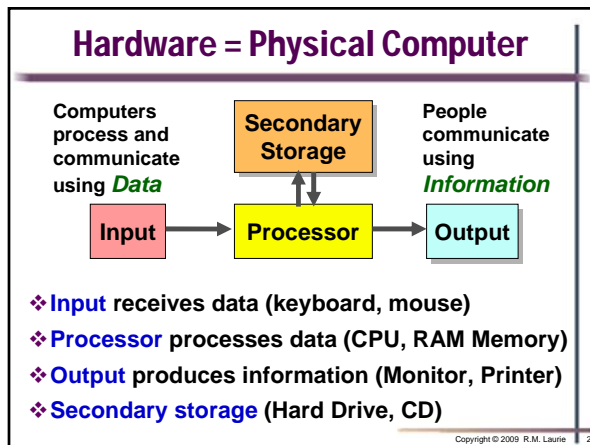 Hardware = Physical Computer
Computers
process and
communicate
using Data
Secondary
Storage
People
communicate
using
Information
Input
Processor
Output
❖Input receives data (keyboard, mouse)
❖Processor processes data (CPU, RAM Memory)
❖Output produces information (Monitor, Printer)
❖Secondary storage (Hard Drive, CD)
Copyright © 2009 R.M. Laurie 2